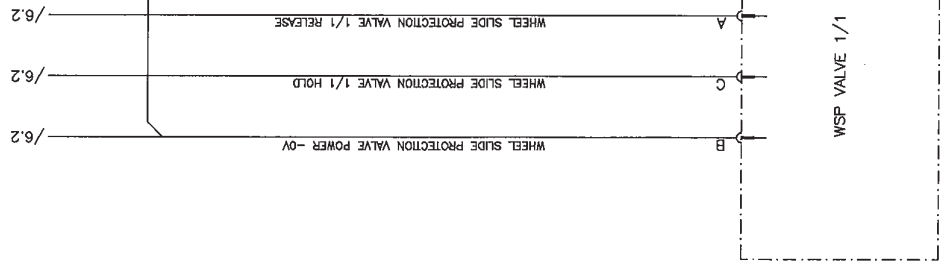 /6.2
WHEEL SLIDE PROTECTION VALVE 1/1 RELEASE
A
/6.2
WHEEL SLIDE PROTECTION VALVE 1/1 HOLD
C
/6.2
WHEEL SLIDE PROTECTION VALVE POWER -0V
B
WSP VALVE 1/1